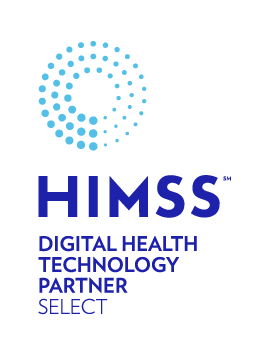 HIMSS℠
DIGITAL HEALTH
TECHNOLOGY
PARTNER
SELECT